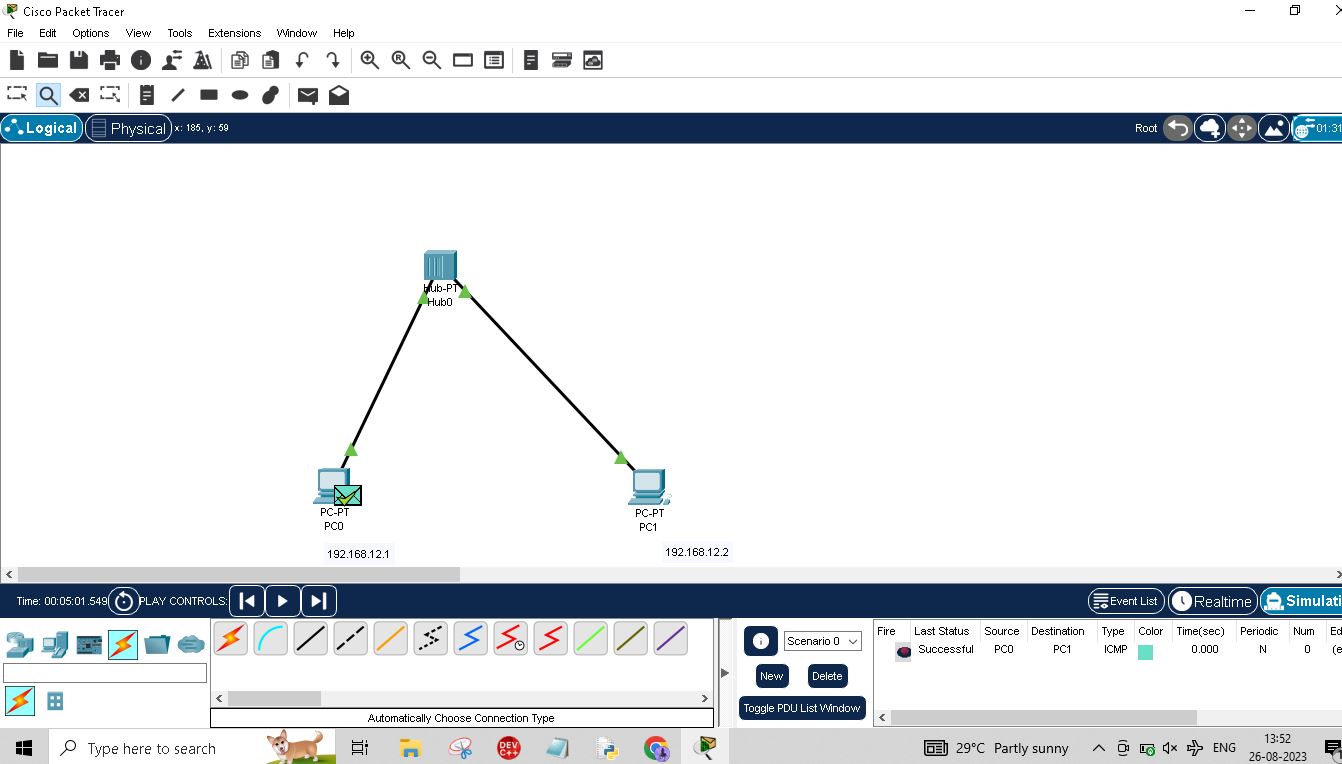 Cisco Packet Tracer
File Edit Options View Tools Extensions Window Help
Logical Physical x: 185, y: 59 Root 01:31
Hub-PT
Hub0
PC-PT
PC0
PC-PT
PC1
192.168.12.1
192.168.12.2
Time: 00:05:01.549 PLAY CONTROLS: Event List Realtime Simulati
Automatically Choose Connection Type
Scenario 0
New Delete
Toggle PDU List Window
Fire Last Status Source Destination Type Color Time(sec) Periodic Num Ed
Successful PC0 PC1 ICMP 0.000 N 0 (e
Type here to search
DEV C++
29°C Partly sunny
ENG
13:52
26-08-2023